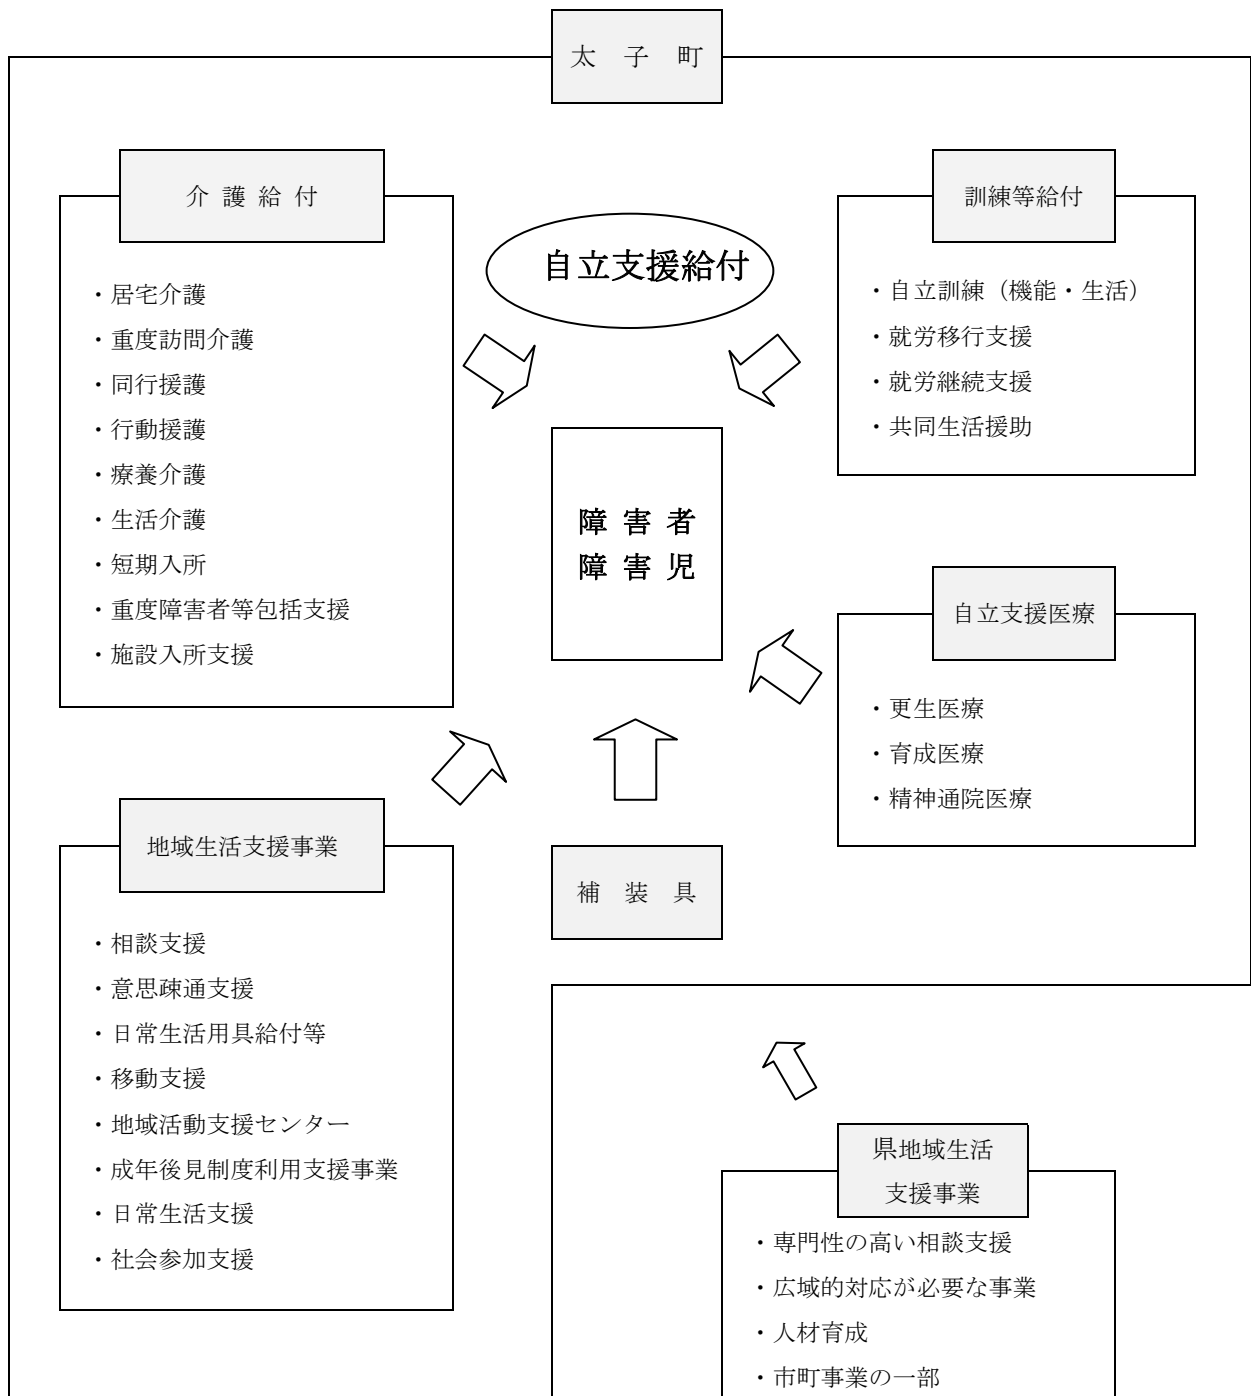 太 子 町
介 護 給 付
・居宅介護
・重度訪問介護
・同行援護
・行動援護
・療養介護
・生活介護
・短期入所
・重度障害者等包括支援
・施設入所支援
自立支援給付
訓練等給付
・自立訓練（機能・生活）
・就労移行支援
・就労継続支援
・共同生活援助
障 害 者
障 害 児
自立支援医療
・更生医療
・育成医療
・精神通院医療
地域生活支援事業
・相談支援
・意思疎通支援
・日常生活用具給付等
・移動支援
・地域活動支援センター
・成年後見制度利用支援事業
・日常生活支援
・社会参加支援
補 装 具
県地域生活
支援事業
・専門性の高い相談支援
・広域的対応が必要な事業
・人材育成
・市町事業の一部